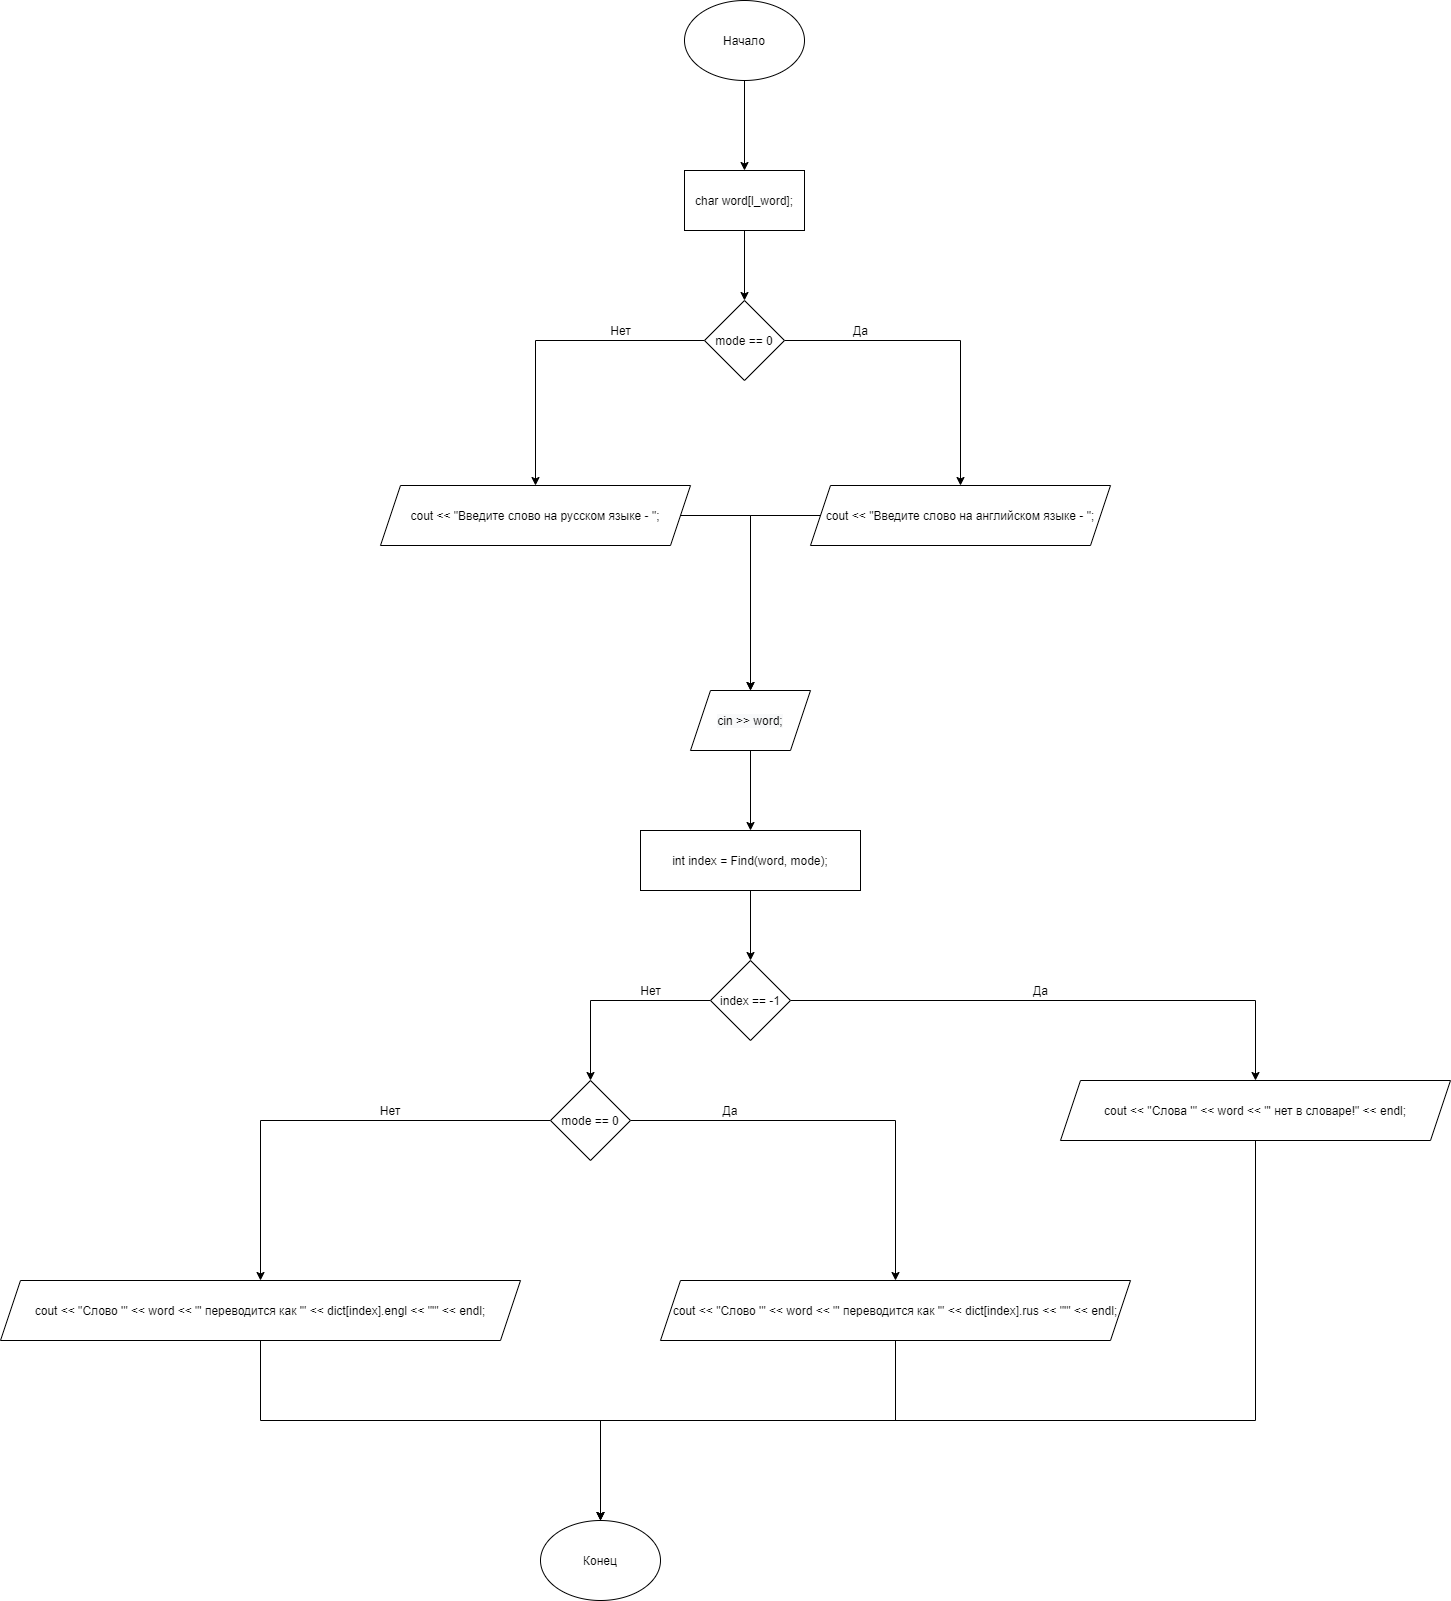 Начало
char word[l_word];
Нет
Да
mode == 0
cout << "Введите слово на русском языке - ";
cout << "Введите слово на английском языке - ";
cin >> word;
int index = Find(word, mode);
Нет
Да
index == -1
Нет
Да
mode == 0
cout << "Слова '" << word << "' нет в словаре!" << endl;
cout << "Слово '" << word << "' переводится как '" << dict[index].engl << "'" << endl;
cout << "Слово '" << word << "' переводится как '" << dict[index].rus << "'" << endl;
Конец